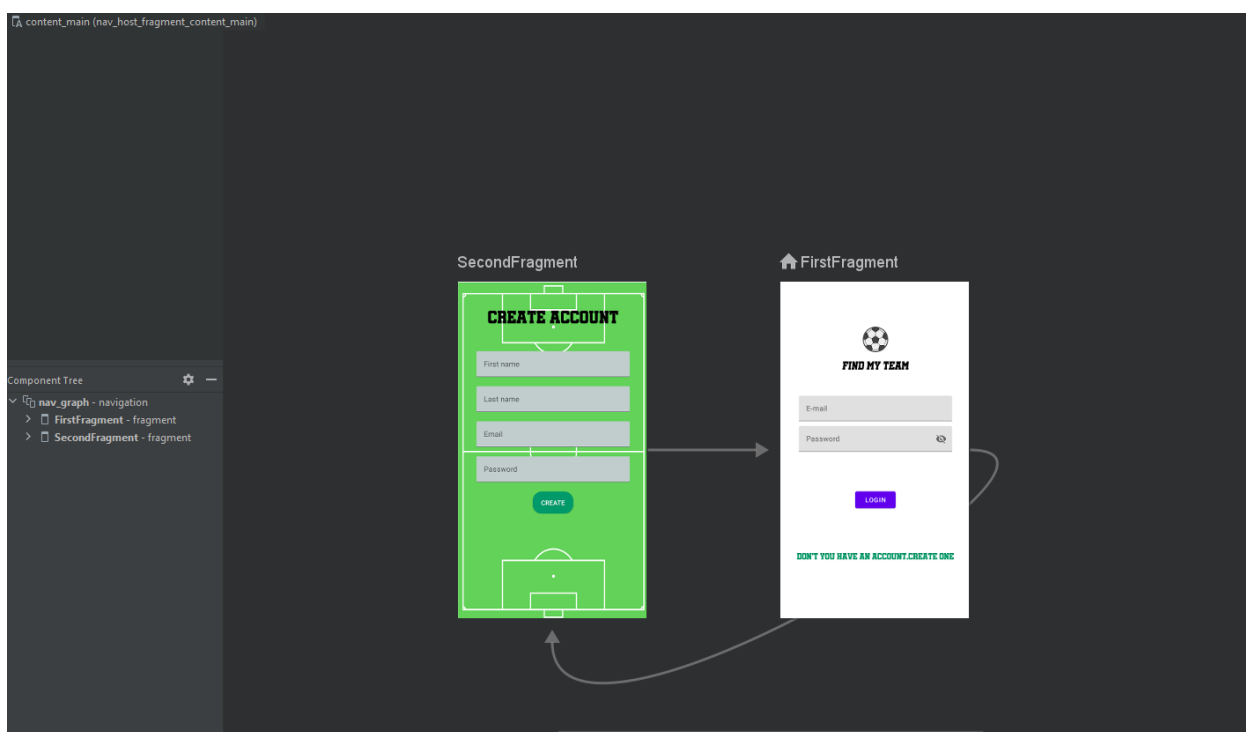 content_main (nav_host_fragment_content_main)
Component Tree
nav_graph - navigation
FirstFragment - fragment
SecondFragment - fragment
SecondFragment
CREATE ACCOUNT
First name
Last name
Email
Password
CREATE
FirstFragment
FIND MY TEAM
E-mail
Password
LOGIN
DON'T YOU HAVE AN ACCOUNT.CREATE ONE